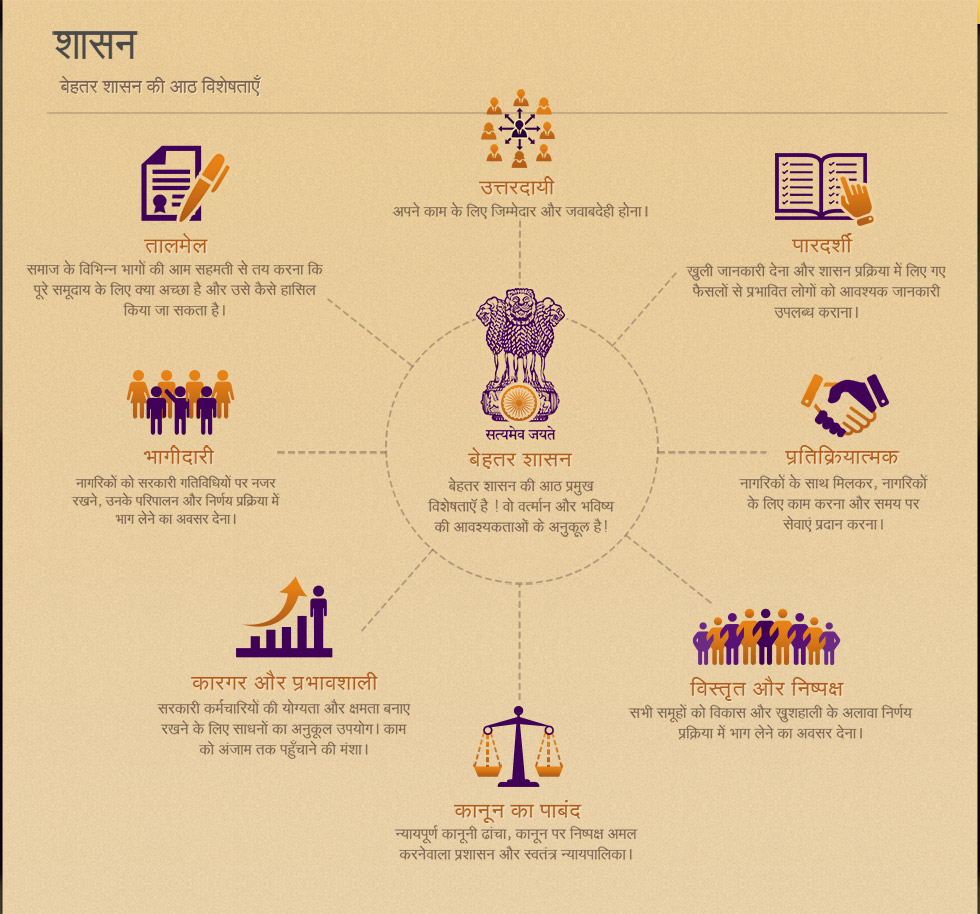 शासन
बेहतर शासन की आठ विशेषताएँ
उत्तरदायी
अपने काम के लिए जिम्मेदार और जवाबदेही होना।
तालमेल
समाज के विभिन्न भागों की आम सहमती से तय करना कि
पूरे समूदाय के लिए क्या अच्छा है और उसे कैसे हासिल
किया जा सकता है।
पारदर्शी
खुली जानकारी देना और शासन प्रक्रिया में लिए गए
फैसलों से प्रभावित लोगों को आवश्यक जानकारी
उपलब्ध कराना।
भागीदारी
नागरिकों को सरकारी गतिविधियों पर नजर
रखने, उनके परिपालन और निर्णय प्रक्रिया में
भाग लेने का अवसर देना।
सत्यमेव जयते
बेहतर शासन
बेहतर शासन की आठ प्रमुख
विशेषताएँ है ! वो वर्त्मान और भविष्य
की आवश्यकताओं के अनुकूल है!
प्रतिक्रियात्मक
नागरिकों के साथ मिलकर, नागरिकों
के लिए काम करना और समय पर
सेवाएं प्रदान करना।
कारगर और प्रभावशाली
सरकारी कर्मचारियों की योग्यता और क्षमता बनाए
रखने के लिए साधनों का अनुकूल उपयोग। काम
को अंजाम तक पहुँचाने की मंशा।
विस्तृत और निष्पक्ष
सभी समूहों को विकास और खुशहाली के अलावा निर्णय
प्रक्रिया में भाग लेने का अवसर देना।
कानून का पाबंद
न्यायपूर्ण कानूनी ढांचा, कानून पर निष्पक्ष अमल
करनेवाला प्रशासन और स्वतंत्र न्यायपालिका।